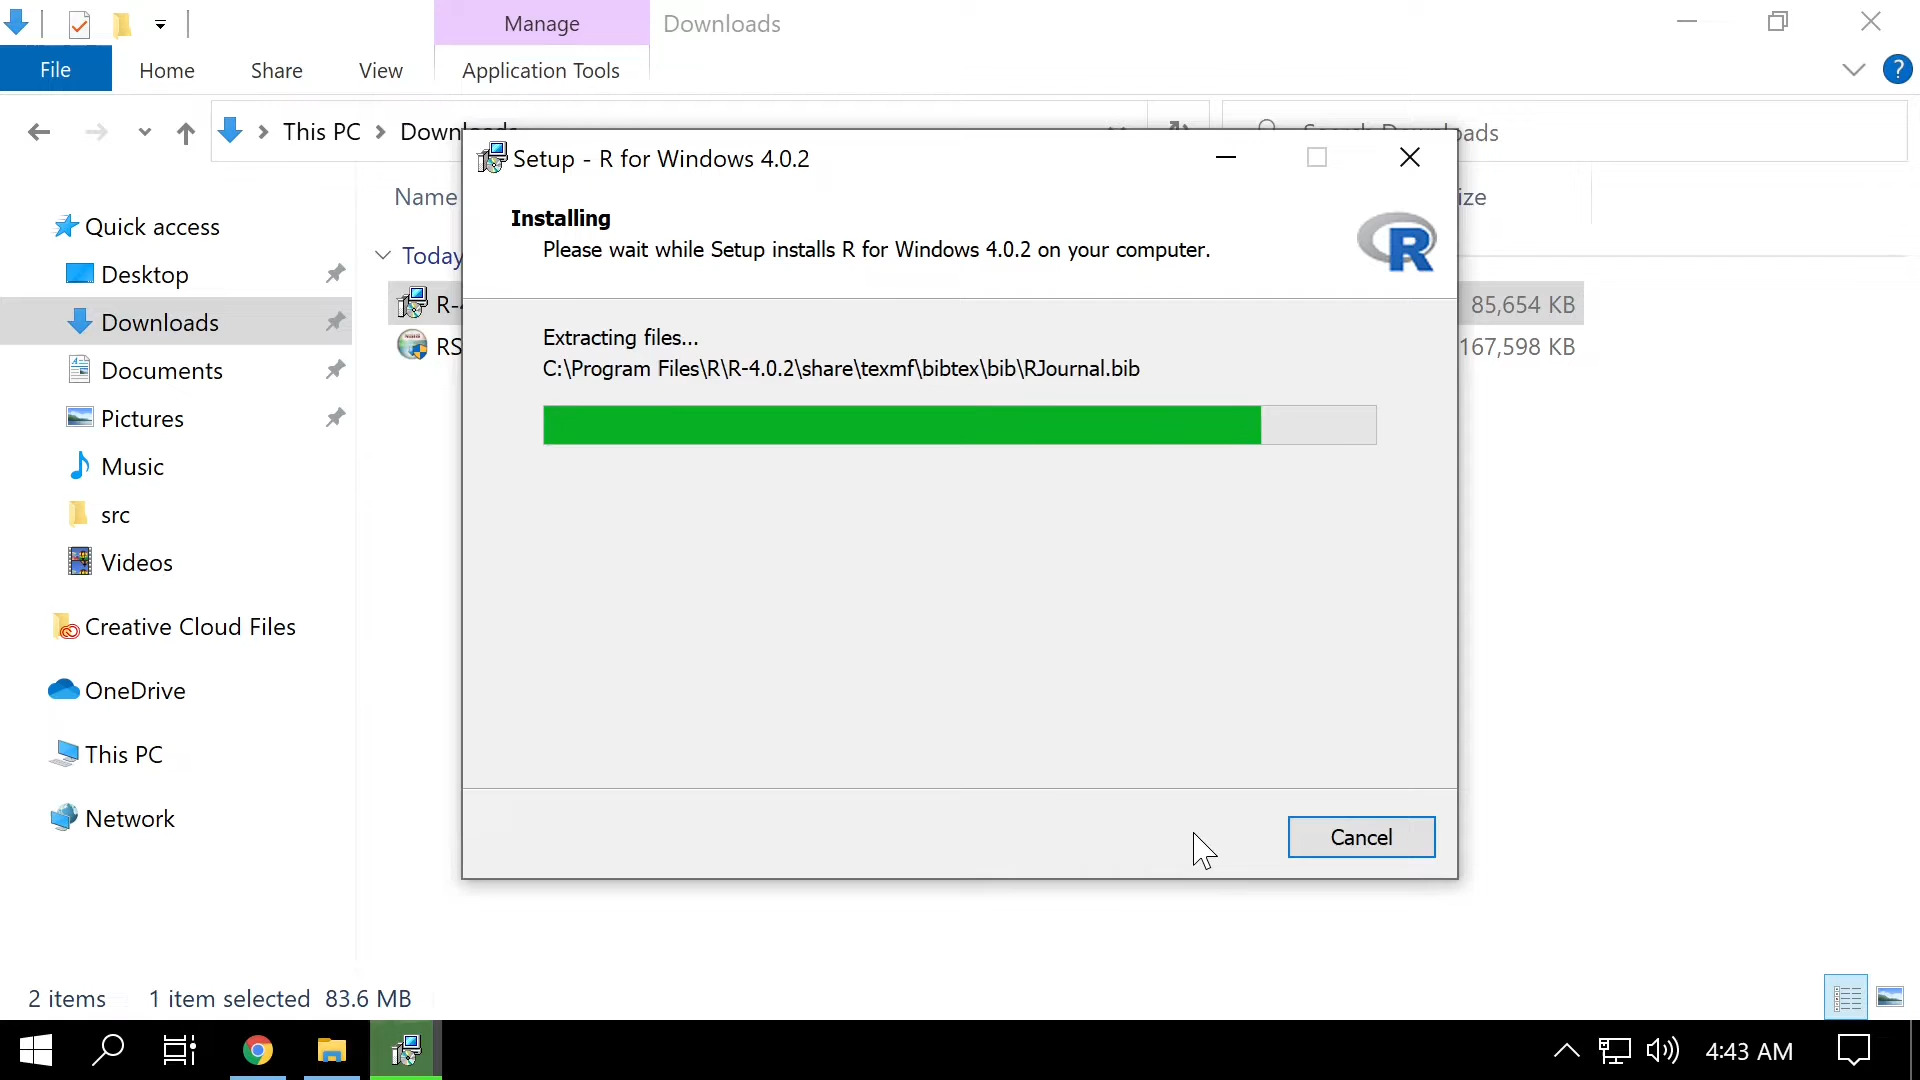 Manage
Downloads
File
Home
Share
View
Application Tools
?
This PC
Search Downloads
Setup - R for Windows 4.0.2
Name
Installing
Please wait while Setup installs R for Windows 4.0.2 on your computer.
R
Quick access
Today
Desktop
85,654 KB
Downloads
Extracting files...
167,598 KB
C:\Program Files\R\R-4.0.2\share\texmf\bibtex\bib\RJournal.bib
Documents
Pictures
Music
src
Videos
Creative Cloud Files
OneDrive
This PC
Network
Cancel
2 items
1 item selected 83.6 MB
4:43 AM